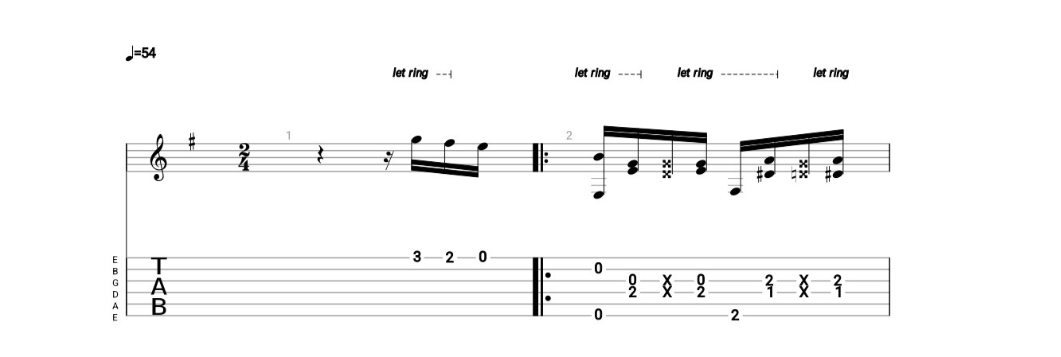 ♩=54
let ring let ring let ring let ring
♯ 1 2
2
4
E T 3 2 0
B 0
G A 0 X 0 2 X 2
D 2 X 2 1 X 1
A B
E 0 2